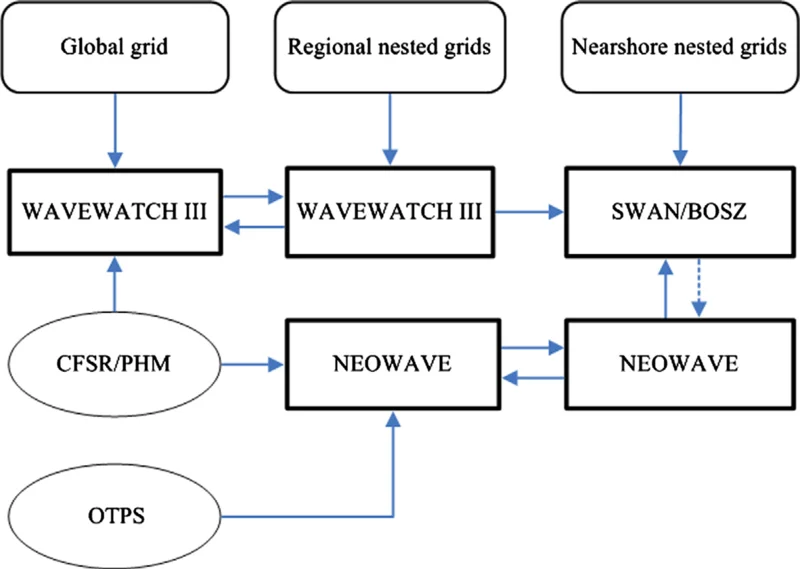 Global grid
Regional nested grids
Nearshore nested grids
WAVEWATCH III
WAVEWATCH III
SWAN/BOSZ
CFSR/PHM
NEOWAVE
NEOWAVE
OTPS